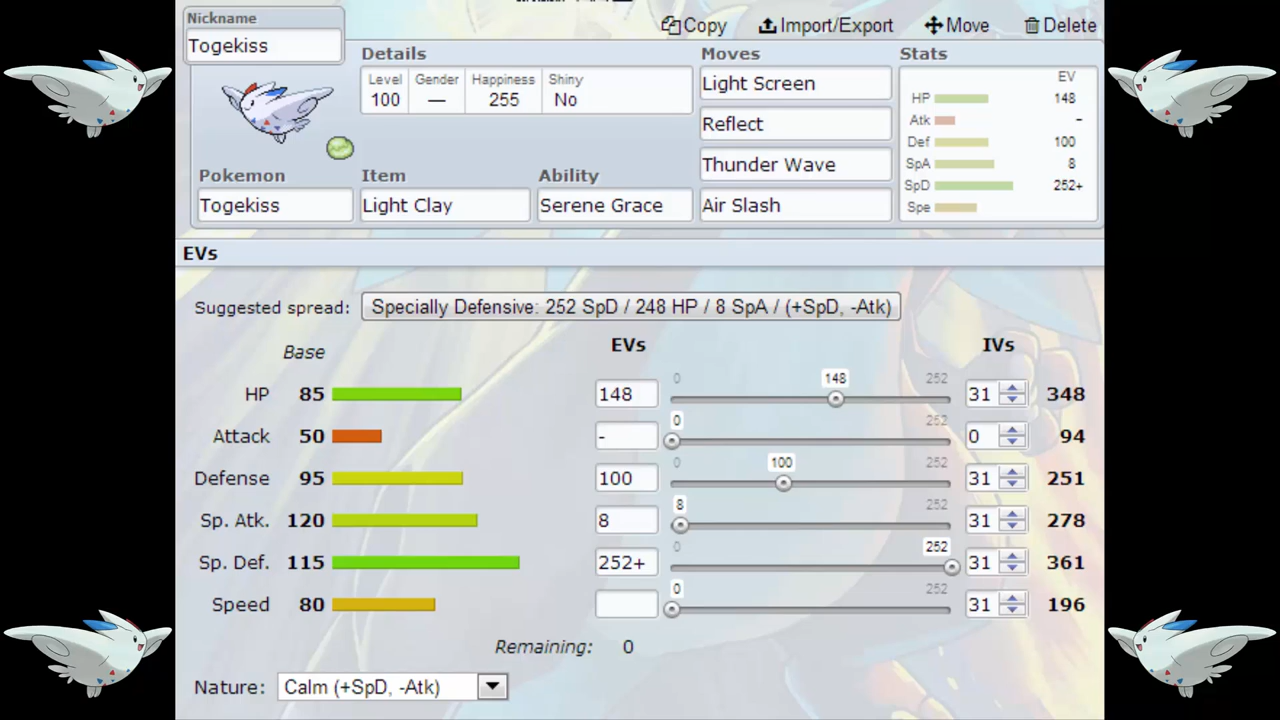 Nickname
Togekiss
Copy Import/Export Move Delete
Details
Level Gender Happiness Shiny
100 — 255 No
Pokemon Item Ability
Togekiss Light Clay Serene Grace
Moves
Light Screen
Reflect
Thunder Wave
Air Slash
Stats
EV
HP 148
Atk -
Def 100
SpA 8
SpD 252+
Spe
EVs
Suggested spread: Specially Defensive: 252 SpD / 248 HP / 8 SpA / (+SpD, -Atk)
Base EVs IVs
0 148 252
HP 85 148 31 348
0 0 252
Attack 50 - 0 94
0 100 252
Defense 95 100 31 251
8 252
Sp. Atk. 120 8 31 278
0 252
Sp. Def. 115 252+ 31 361
0 252
Speed 80 31 196
Remaining: 0
Nature: Calm (+SpD, -Atk)